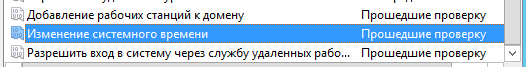 Добавление рабочих станций к домену Прошедшие проверку
Изменение системного времени Прошедшие проверку
Разрешить вход в систему через службу удаленных рабо... Прошедшие проверку